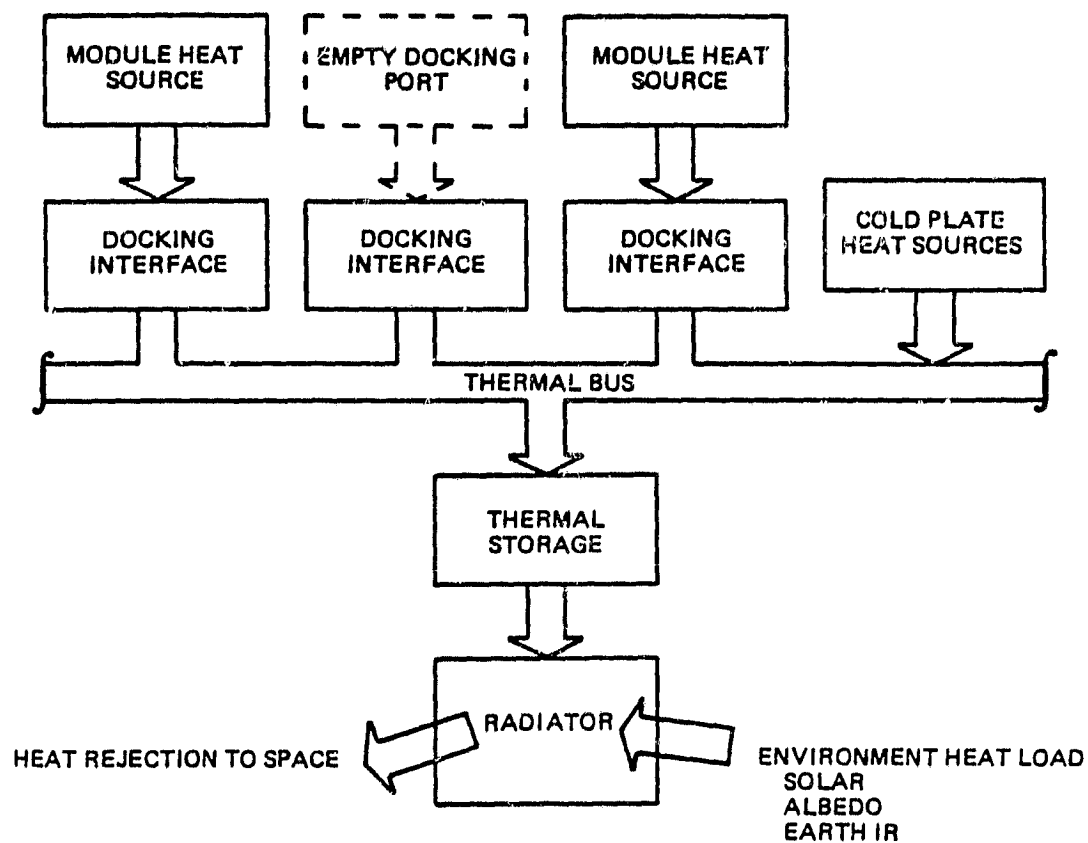 MODULE HEAT
SOURCE
EMPTY DOCKING
PORT
MODULE HEAT
SOURCE
DOCKING
INTERFACE
DOCKING
INTERFACE
DOCKING
INTERFACE
COLD PLATE
HEAT SOURCES
THERMAL BUS
THERMAL
STORAGE
RADIATOR
HEAT REJECTION TO SPACE
ENVIRONMENT HEAT LOAD
SOLAR
ALBEDO
EARTH IR